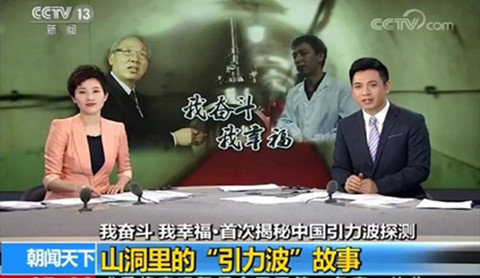 CCTV 13
新闻
CCTV.com
我奋斗
我幸福
我奋斗 我幸福·首次揭秘中国引力波探测
朝闻天下
山洞里的“引力波”故事